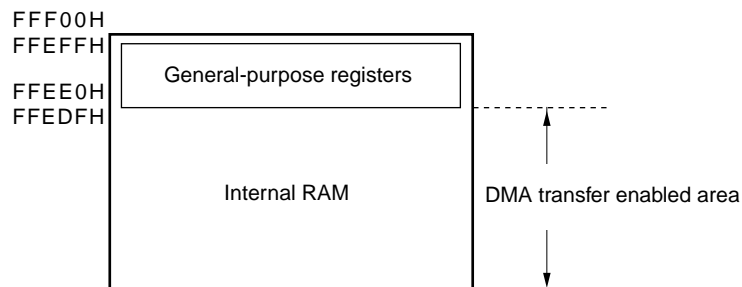 FFF00H
FFEFFH
General-purpose registers
FFEE0H
FFEDFH
Internal RAM
DMA transfer enabled area